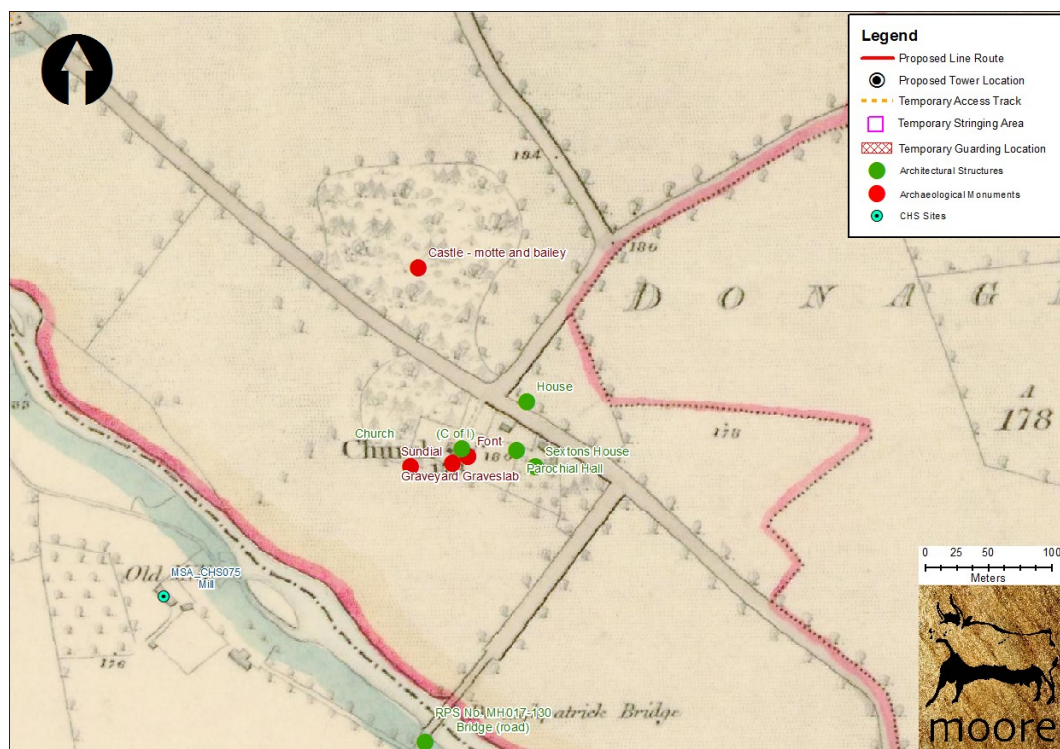 Legend
Proposed Line Route
Proposed Tower Location
Temporary Access Track
Temporary Stringing Area
Temporary Guarding Location
Architectural Structures
Archaeological Monuments
CHS Sites
184
186
Castle - motte and bailey
D O N A G
House
A
178
178
Church
(C of I)
Font
Church
Sundial
Sextons House
Parochial Hall
Graveyard Graveslab
MSA_CHS075
Old
Mill
176
RPS No. MH017-130
patrick Bridge
Bridge (road)
0 25 50 100
Meters
moore